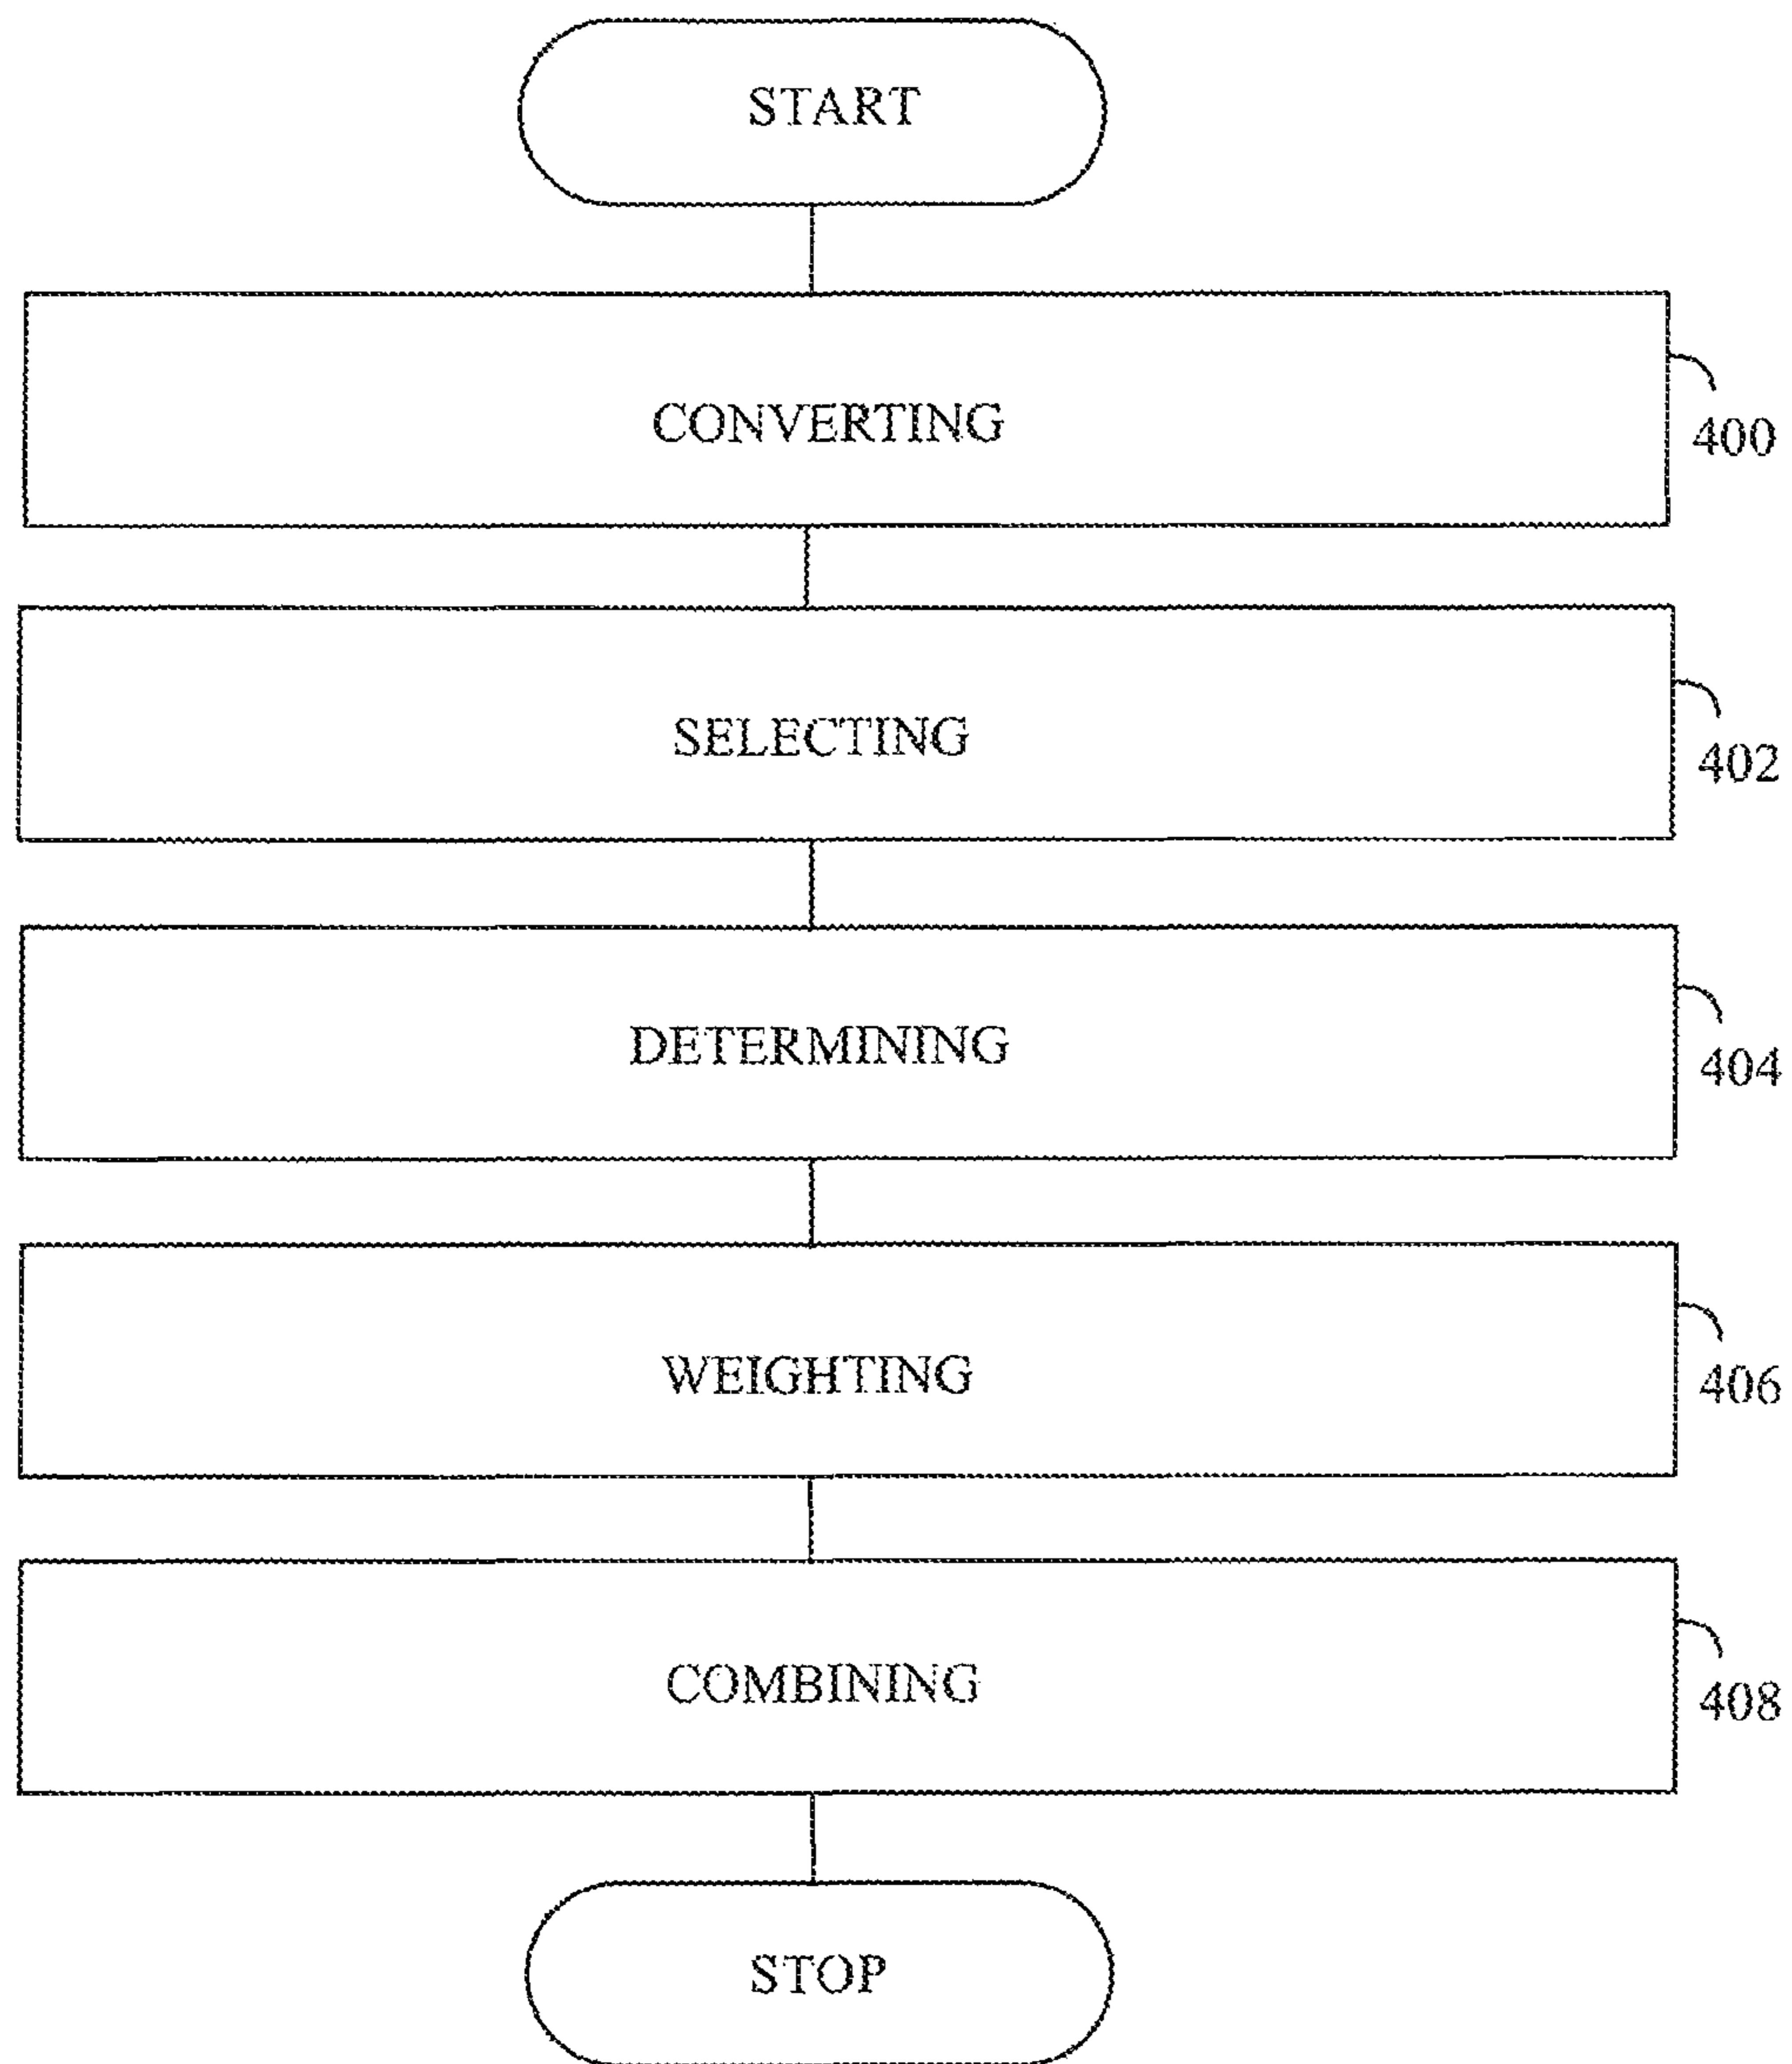 START
CONVERTING
400
SELECTING
402
DETERMINING
404
WEIGHTING
406
COMBINING
408
STOP